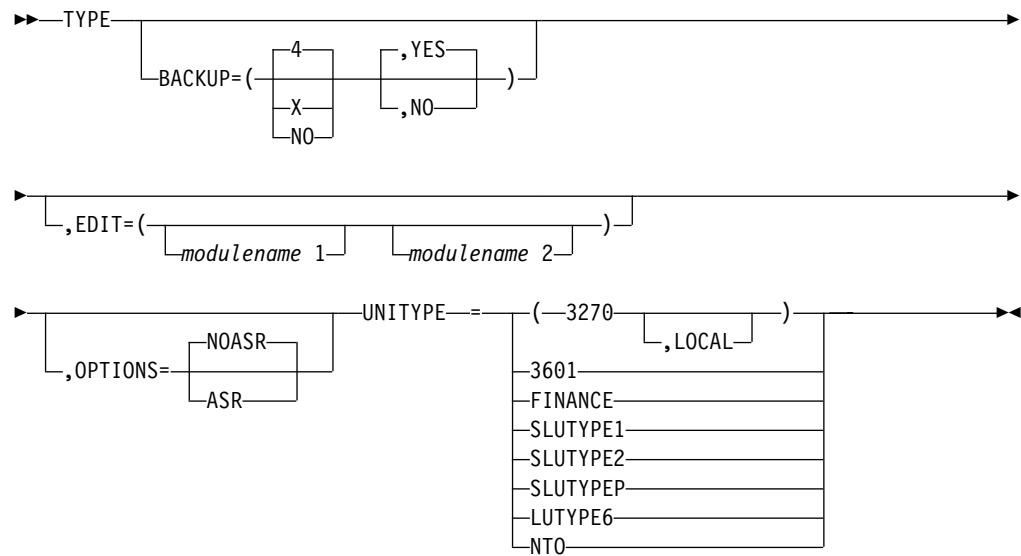 TYPE
BACKUP=( 4 ,YES )
X ,NO
NO
,EDIT=( )
modulename 1 modulename 2
UNITYPE = ( 3270 )
,LOCAL
,OPTIONS= NOASR
ASR
3601
FINANCE
SLUTYPE1
SLUTYPE2
SLUTYPEP
LUTYPE6
NTO